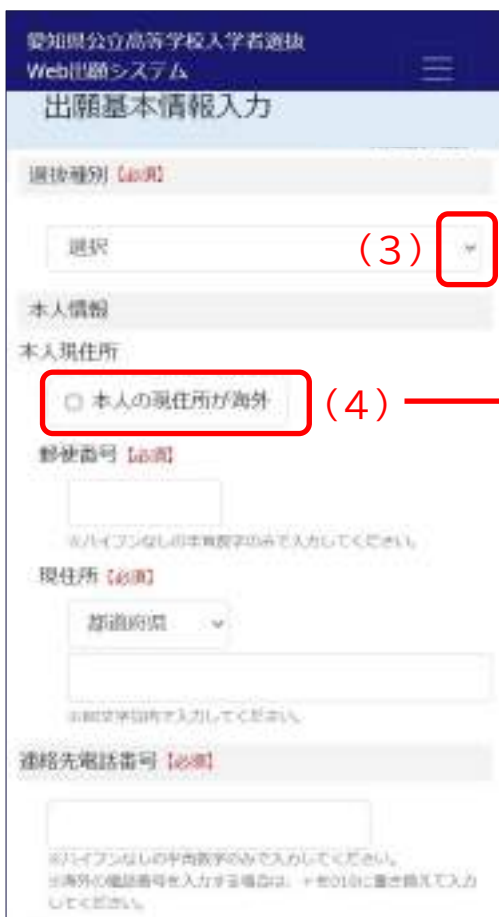 愛知県公立高等学校入学者選抜
Web出願システム
出願基本情報入力
選抜種別【必須】
選択
(3)
本人情報
本人現住所
本人の現住所が海外
(4)
郵便番号【必須】
※ハイフンなしの半角数字のみで入力してください。
現住所【必須】
都道府県
文字以内で入力してください。
連絡先電話番号【必須】
※ハイフンなしの半角数字のみで入力してください。
※海外の電話番号を入力する場合は、+を010に置き換えて入力
してください。